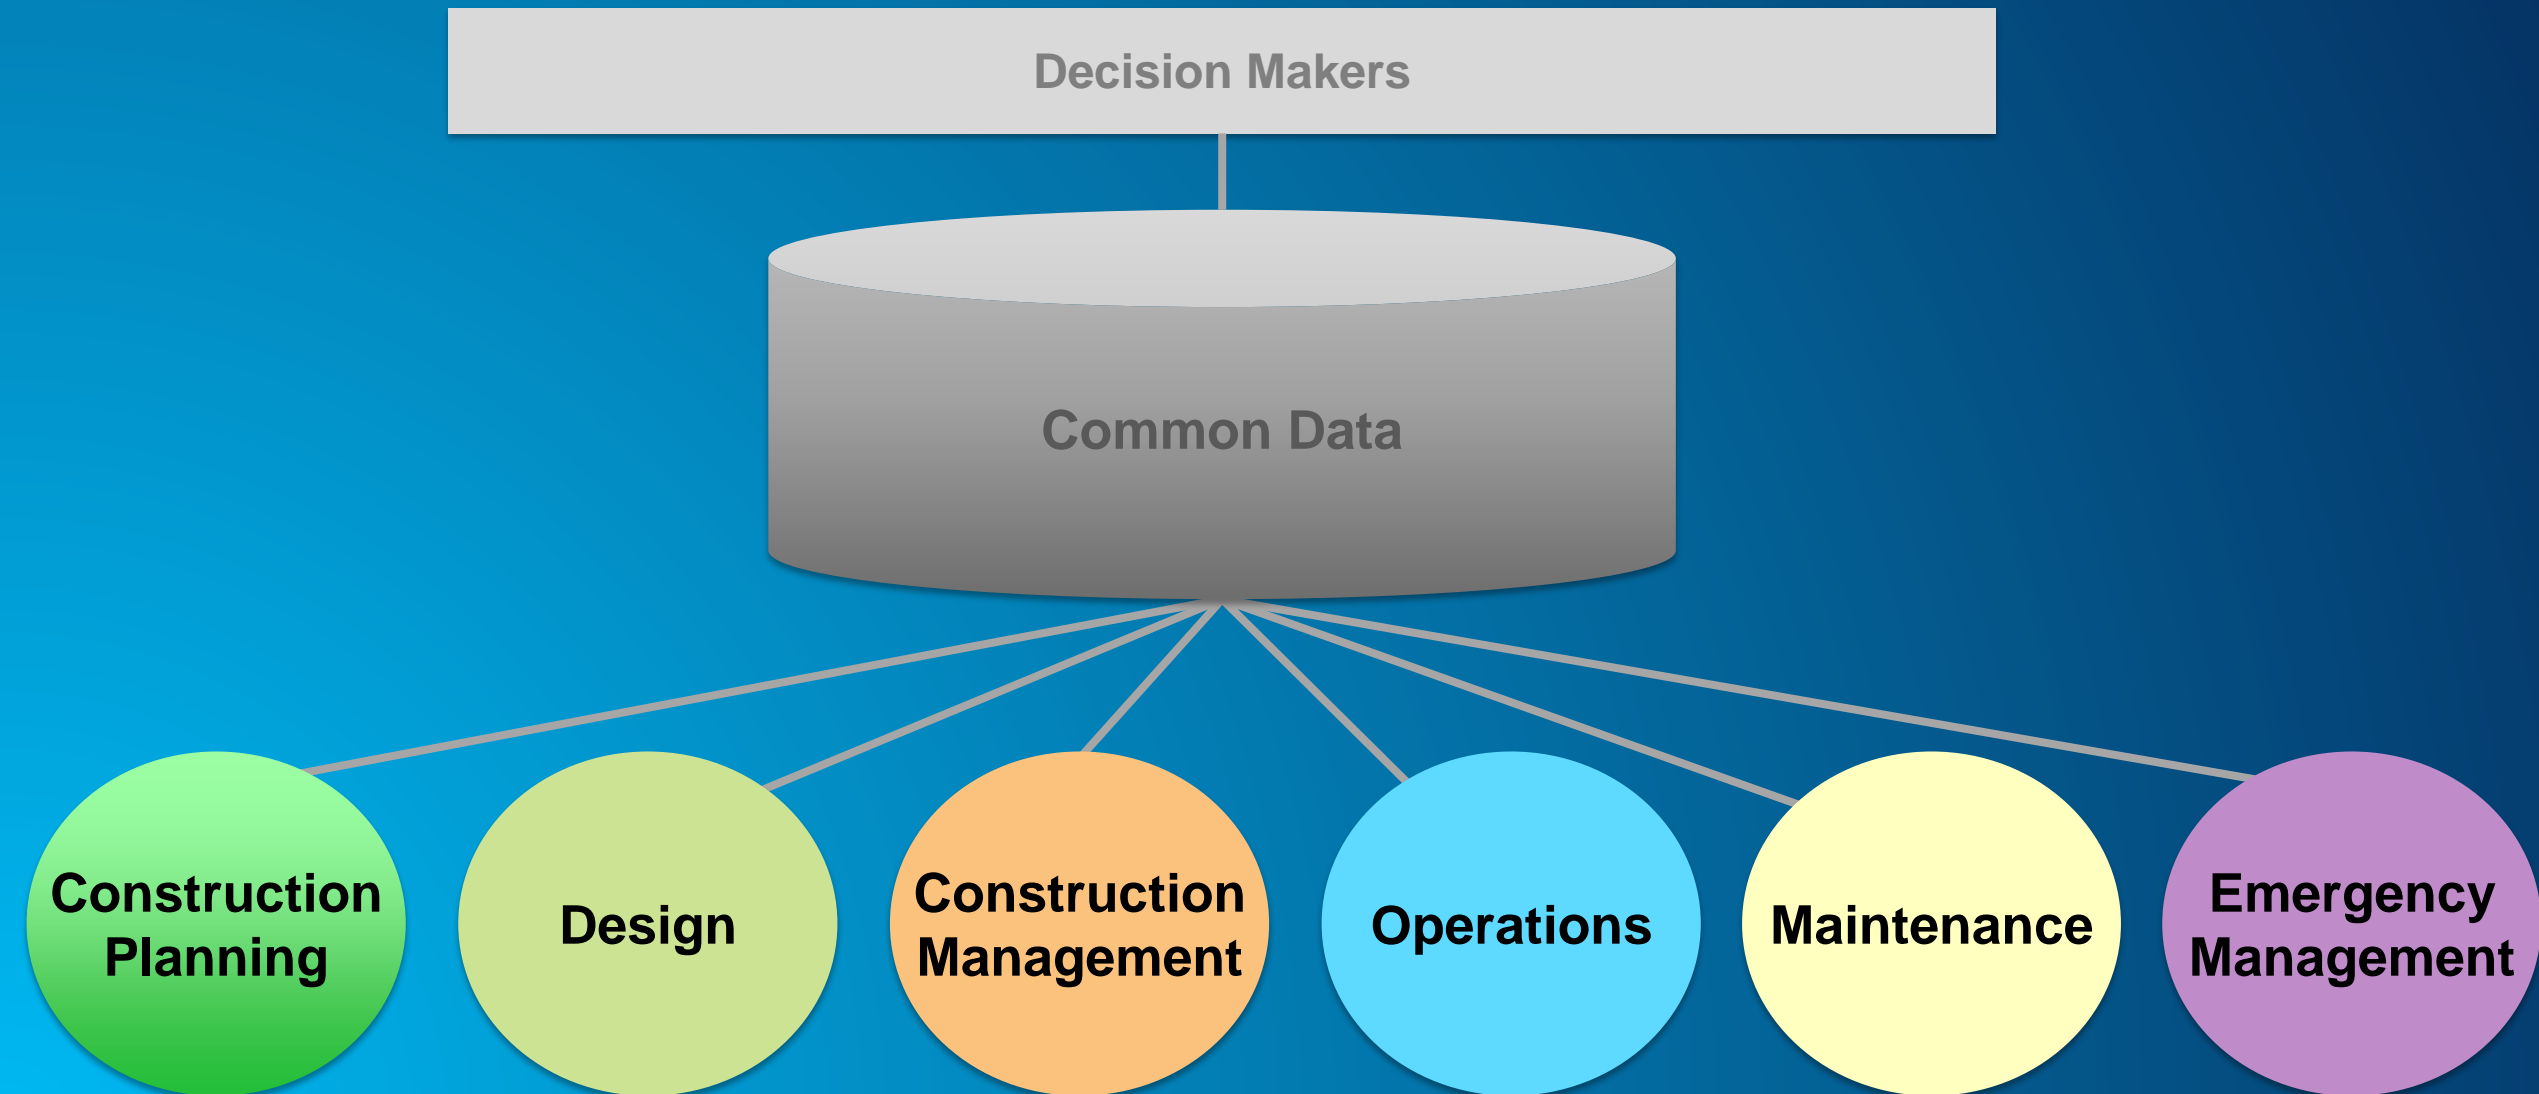 Decision Makers
Common Data
Construction
Planning
Design
Construction
Management
Operations
Maintenance
Emergency
Management